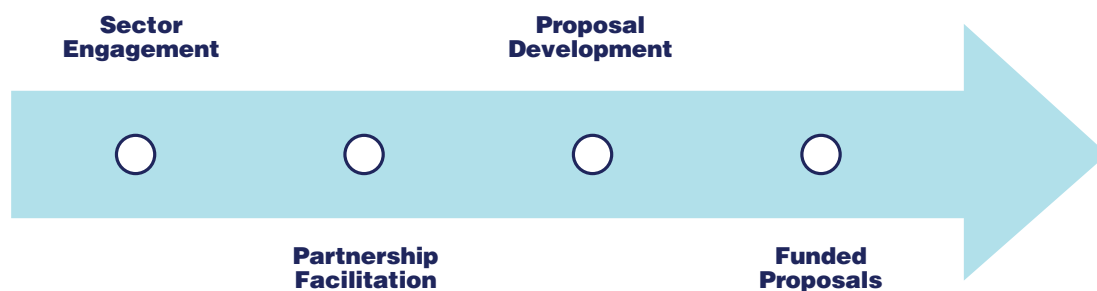 Sector
Engagement
Partnership
Facilitation
Proposal
Development
Funded
Proposals